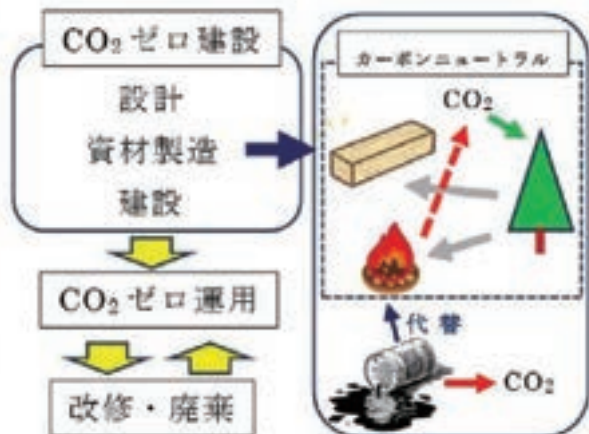 CO₂ゼロ建設
設計
資材製造
建設
CO₂ゼロ運用
改修・廃棄
カーボンニュートラル
CO₂
代替
CO₂